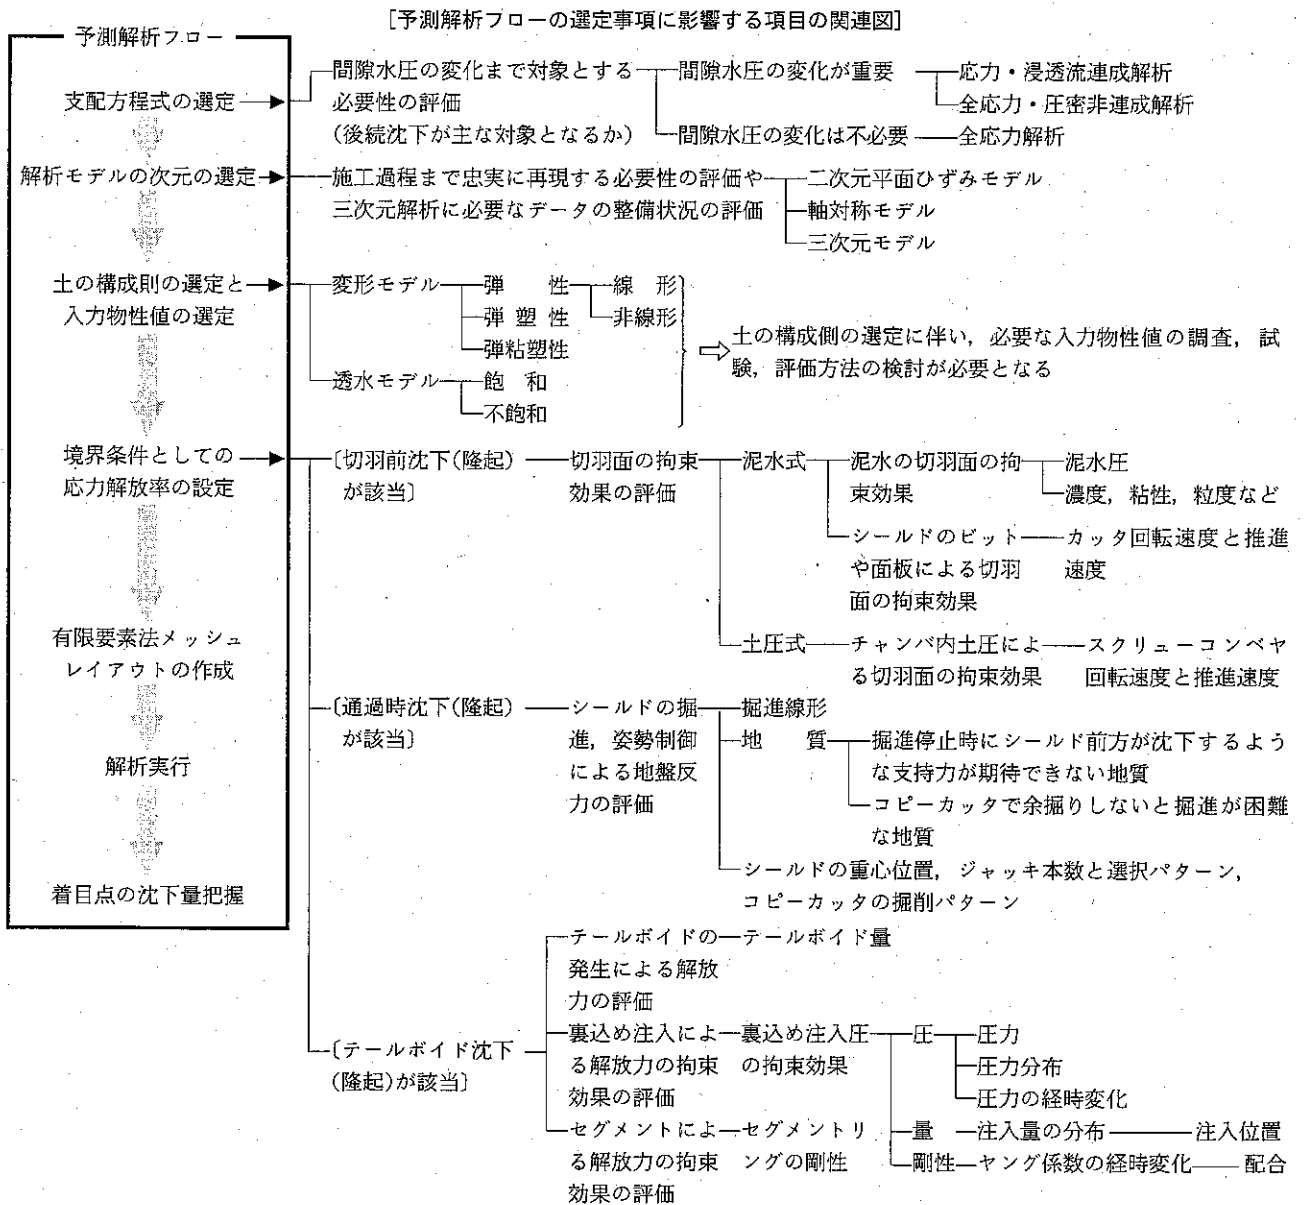 [予測解析フローの選定事項に影響する項目の関連図]
予測解析フロー
支配方程式の選定
解析モデルの次元の選定
土の構成則の選定と
入力物性値の選定
境界条件としての
応力解放率の設定
有限要素法メッシュ
レイアウトの作成
解析実行
着目点の沈下量把握
間隙水圧の変化まで対象とする
必要性の評価
(後続沈下が主な対象となるか)
間隙水圧の変化が重要
応力・浸透流連成解析
全応力・圧密非連成解析
間隙水圧の変化は不必要
全応力解析
施工過程まで忠実に再現する必要性の評価や
三次元解析に必要なデータの整備状況の評価
二次元平面ひずみモデル
軸対称モデル
三次元モデル
変形モデル
弾 性
線 形
非線形
弾 塑 性
弾粘塑性
透水モデル
飽 和
不飽和
土の構成側の選定に伴い，必要な入力物性値の調査，試
験，評価方法の検討が必要となる
〔切羽前沈下(隆起)
が該当〕
切羽面の拘束
効果の評価
泥水式
泥水の切羽面の拘
束効果
泥水圧
濃度，粘性，粒度など
シールドのビット
や面板による切羽
面の拘束効果
カッタ回転速度と推進
速度
土圧式
チャンバ内土圧によ
る切羽面の拘束効果
スクリューコンベヤ
回転速度と推進速度
〔通過時沈下(隆起)
が該当〕
シールドの掘
進，姿勢制御
による地盤反
力の評価
掘進線形
地 質
掘進停止時にシールド前方が沈下するよう
な支持力が期待できない地質
コピーカッタで余掘りしないと掘進が困難
な地質
シールドの重心位置，ジャッキ本数と選択パターン，
コピーカッタの掘削パターン
〔テールボイド沈下
(隆起)が該当〕
テールボイドの
発生による解放
力の評価
テールボイド量
裏込め注入によ
る解放力の拘束
効果の評価
裏込め注入圧
の拘束効果
圧
圧力
圧力分布
圧力の経時変化
量
注入量の分布
注入位置
剛性
ヤング係数の経時変化
配合
セグメントによ
る解放力の拘束
効果の評価
セグメントリ
ングの剛性